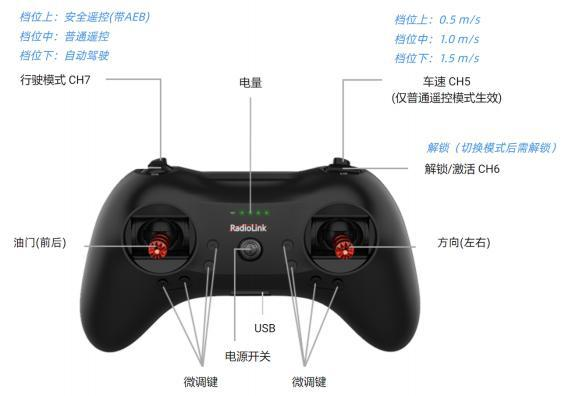 档位上：安全遥控(带AEB)
档位中：普通遥控
档位下：自动驾驶
行驶模式 CH7
电量
档位上：0.5 m/s
档位中：1.0 m/s
档位下：1.5 m/s
车速 CH5
(仅普通遥控模式生效)
解锁（切换模式后需解锁）
解锁/激活 CH6
RadioLink
油门(前后)
方向(左右)
USB
电源开关
微调键
微调键